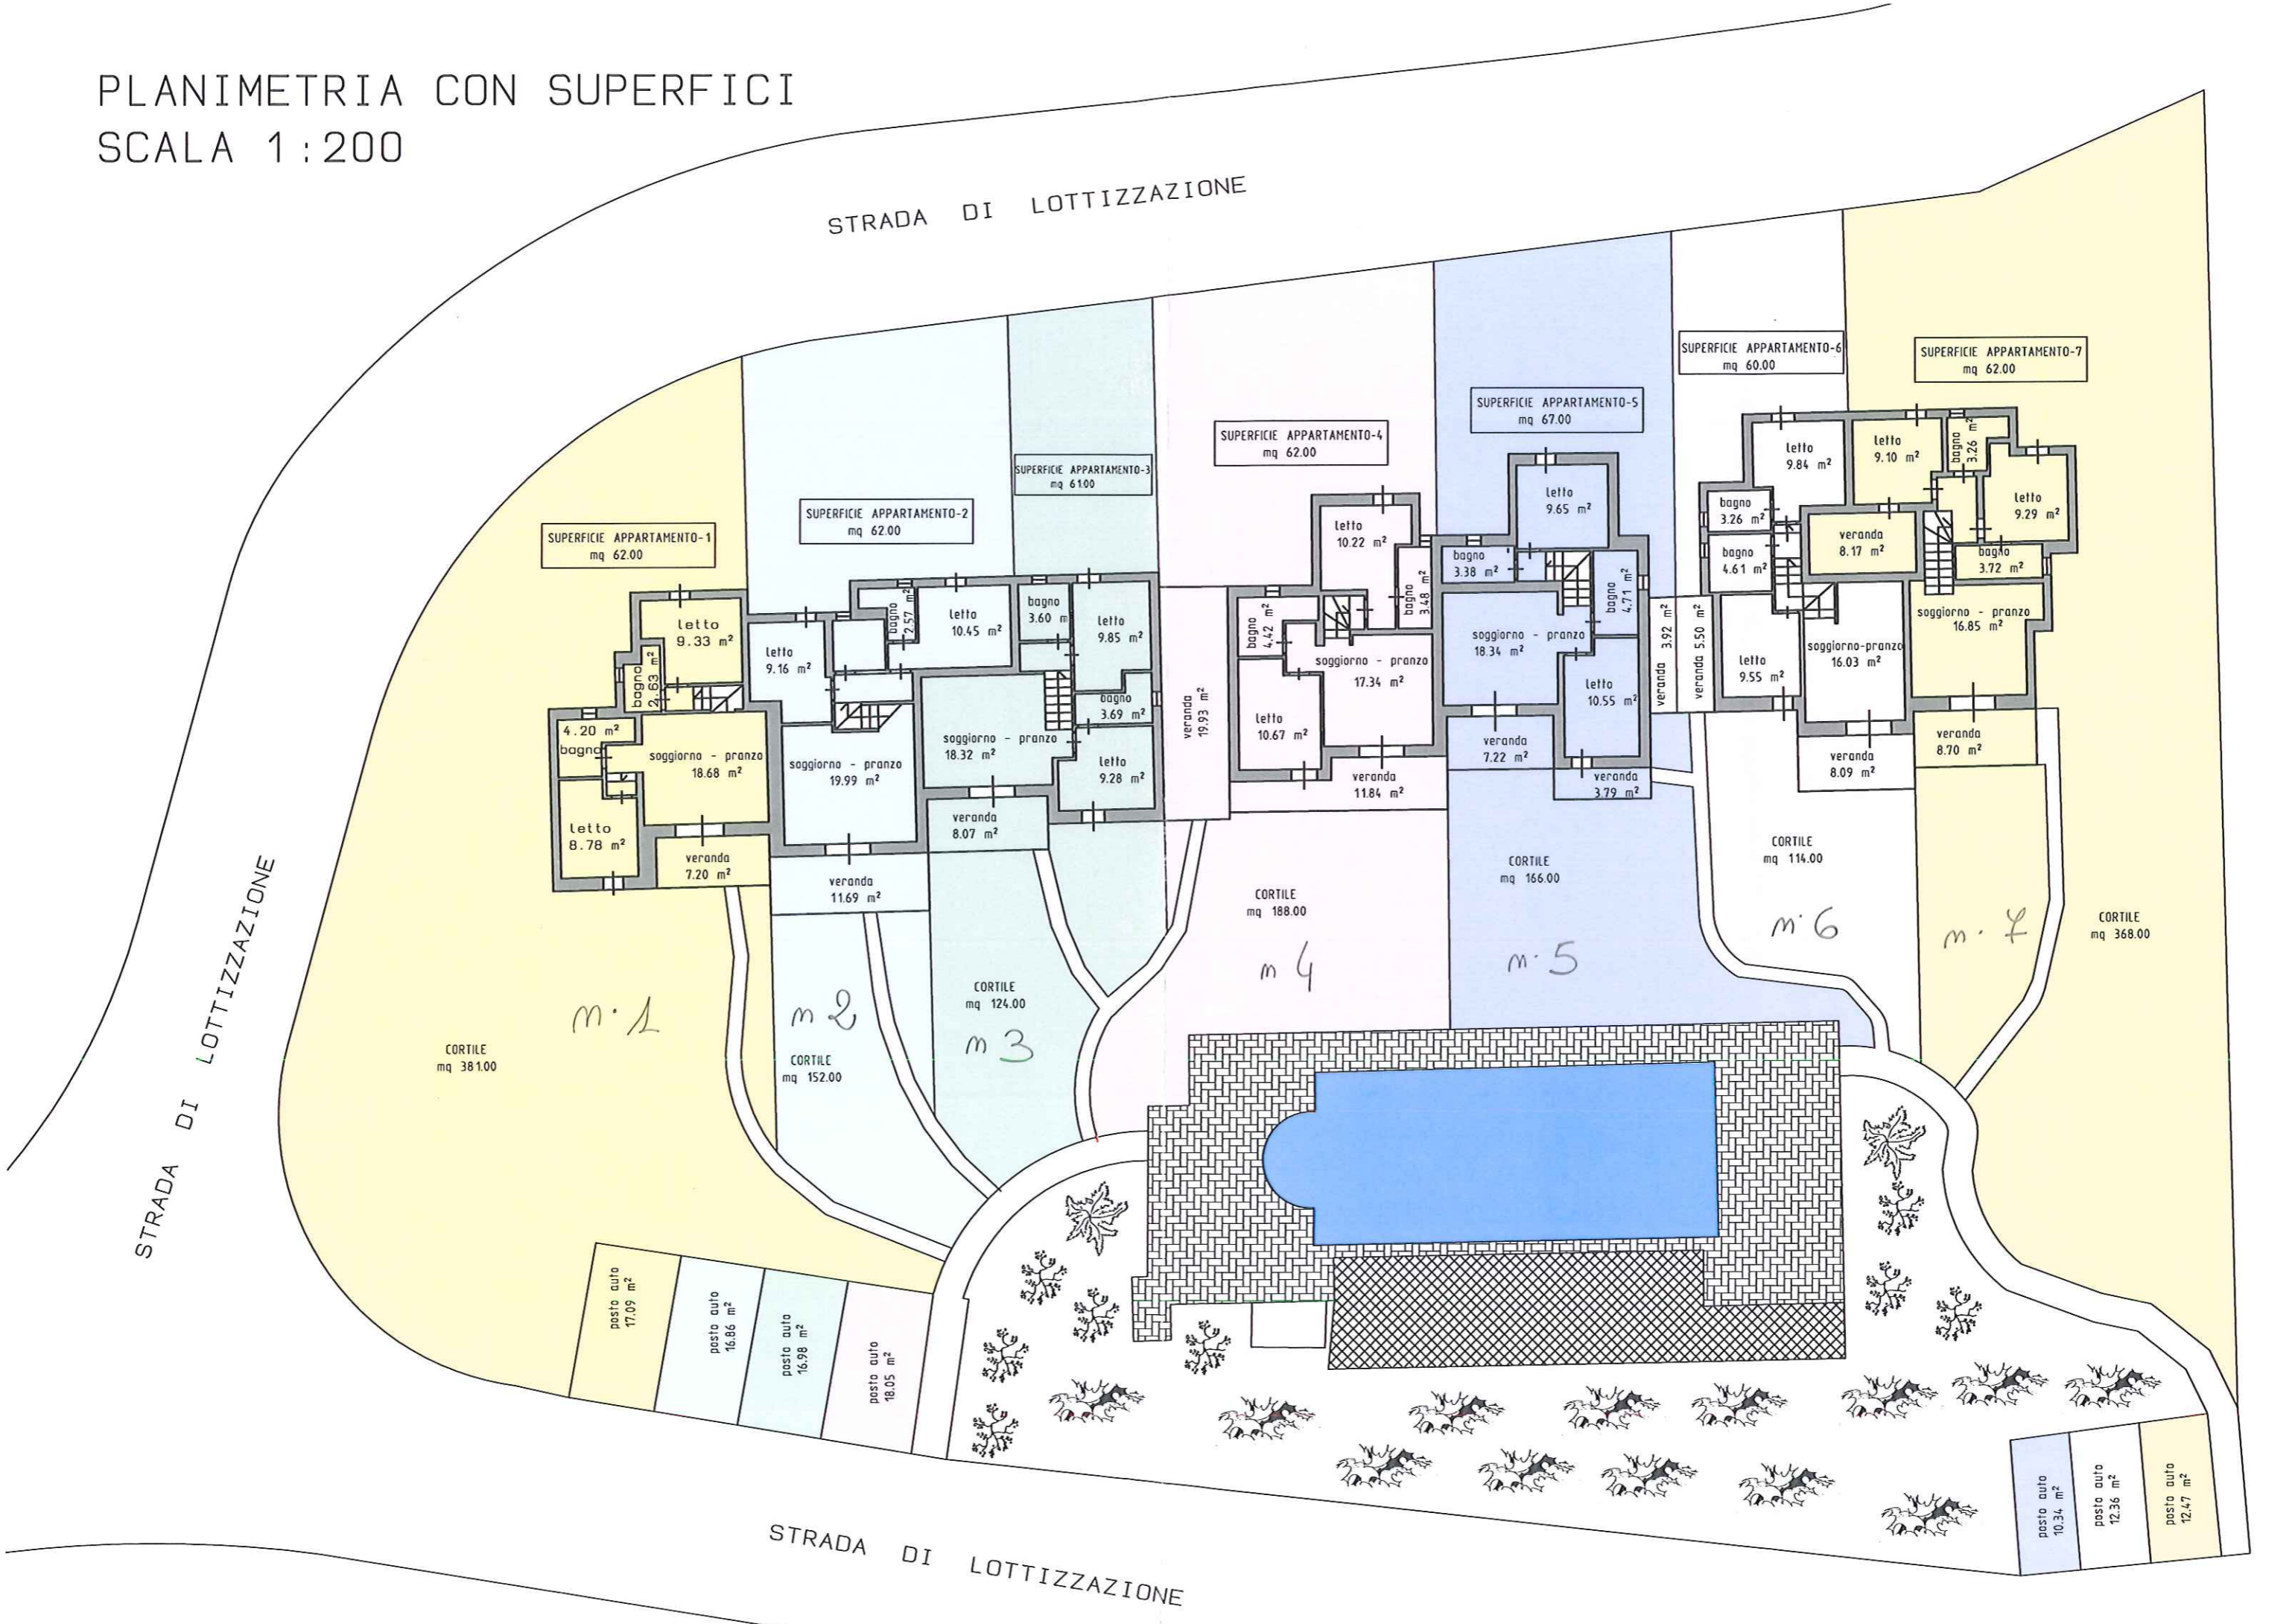 PLANIMETRIA CON SUPERFICI
SCALA 1:200
STRADA DI LOTTIZZAZIONE
SUPERFICIE APPARTAMENTO-1
mq 62.00
letto
9.33 m²
bagno
2.63 m²
4.20 m²
bagno
soggiorno - pranzo
18.68 m²
letto
8.78 m²
veranda
7.20 m²
CORTILE
mq 381.00
n.1
SUPERFICIE APPARTAMENTO-2
mq 62.00
letto
9.16 m²
bagno
2.57 m²
letto
10.45 m²
soggiorno - pranzo
19.99 m²
veranda
11.69 m²
n 2
CORTILE
mq 152.00
SUPERFICIE APPARTAMENTO-3
mq 61.00
bagno
3.60 m
letto
9.85 m²
bagno
3.69 m²
soggiorno - pranzo
18.32 m²
letto
9.28 m²
veranda
8.07 m²
CORTILE
mq 124.00
n 3
SUPERFICIE APPARTAMENTO-4
mq 62.00
veranda
19.93 m²
letto
10.22 m²
bagno
3.48 m²
bagno
4.42 m²
soggiorno - pranzo
17.34 m²
letto
10.67 m²
veranda
11.84 m²
CORTILE
mq 188.00
n 4
SUPERFICIE APPARTAMENTO-5
mq 67.00
letto
9.65 m²
bagno
3.38 m²
bagno
4.71 m²
soggiorno - pranzo
18.34 m²
letto
10.55 m²
veranda
7.22 m²
veranda
3.79 m²
veranda 3.92 m²
CORTILE
mq 166.00
n.5
SUPERFICIE APPARTAMENTO-6
mq 60.00
letto
9.84 m²
bagno
3.26 m²
bagno
4.61 m²
veranda 5.50 m²
letto
9.55 m²
soggiorno-pranzo
16.03 m²
veranda
8.09 m²
CORTILE
mq 114.00
n.6
SUPERFICIE APPARTAMENTO-7
mq 62.00
letto
9.10 m²
bagno
3.26 m²
letto
9.29 m²
veranda
8.17 m²
bagno
3.72 m²
soggiorno - pranzo
16.85 m²
veranda
8.70 m²
CORTILE
mq 368.00
n.7
STRADA DI LOTTIZZAZIONE
posto auto
17.09 m²
posto auto
16.86 m²
posto auto
16.98 m²
posto auto
18.05 m²
posto auto
10.34 m²
posto auto
12.36 m²
posto auto
12.47 m²
STRADA DI LOTTIZZAZIONE